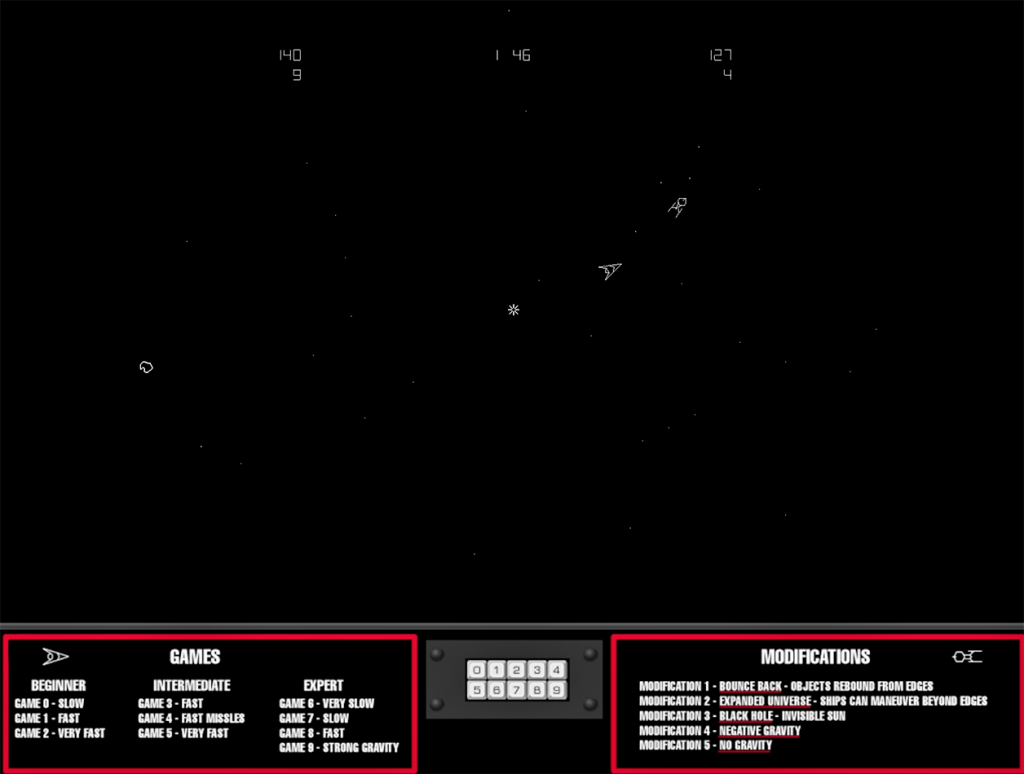 140 1 46 127
9 4
GAMES
BEGINNER INTERMEDIATE EXPERT
GAME 0 - SLOW GAME 3 - FAST GAME 6 - VERY SLOW
GAME 1 - FAST GAME 4 - FAST MISSLES GAME 7 - SLOW
GAME 2 - VERY FAST GAME 5 - VERY FAST GAME 8 - FAST
GAME 9 - STRONG GRAVITY
0 1 2 3 4
5 6 7 8 9
MODIFICATIONS
MODIFICATION 1 - BOUNCE BACK - OBJECTS REBOUND FROM EDGES
MODIFICATION 2 - EXPANDED UNIVERSE - SHIPS CAN MANEUVER BEYOND EDGES
MODIFICATION 3 - BLACK HOLE - INVISIBLE SUN
MODIFICATION 4 - NEGATIVE GRAVITY
MODIFICATION 5 - NO GRAVITY